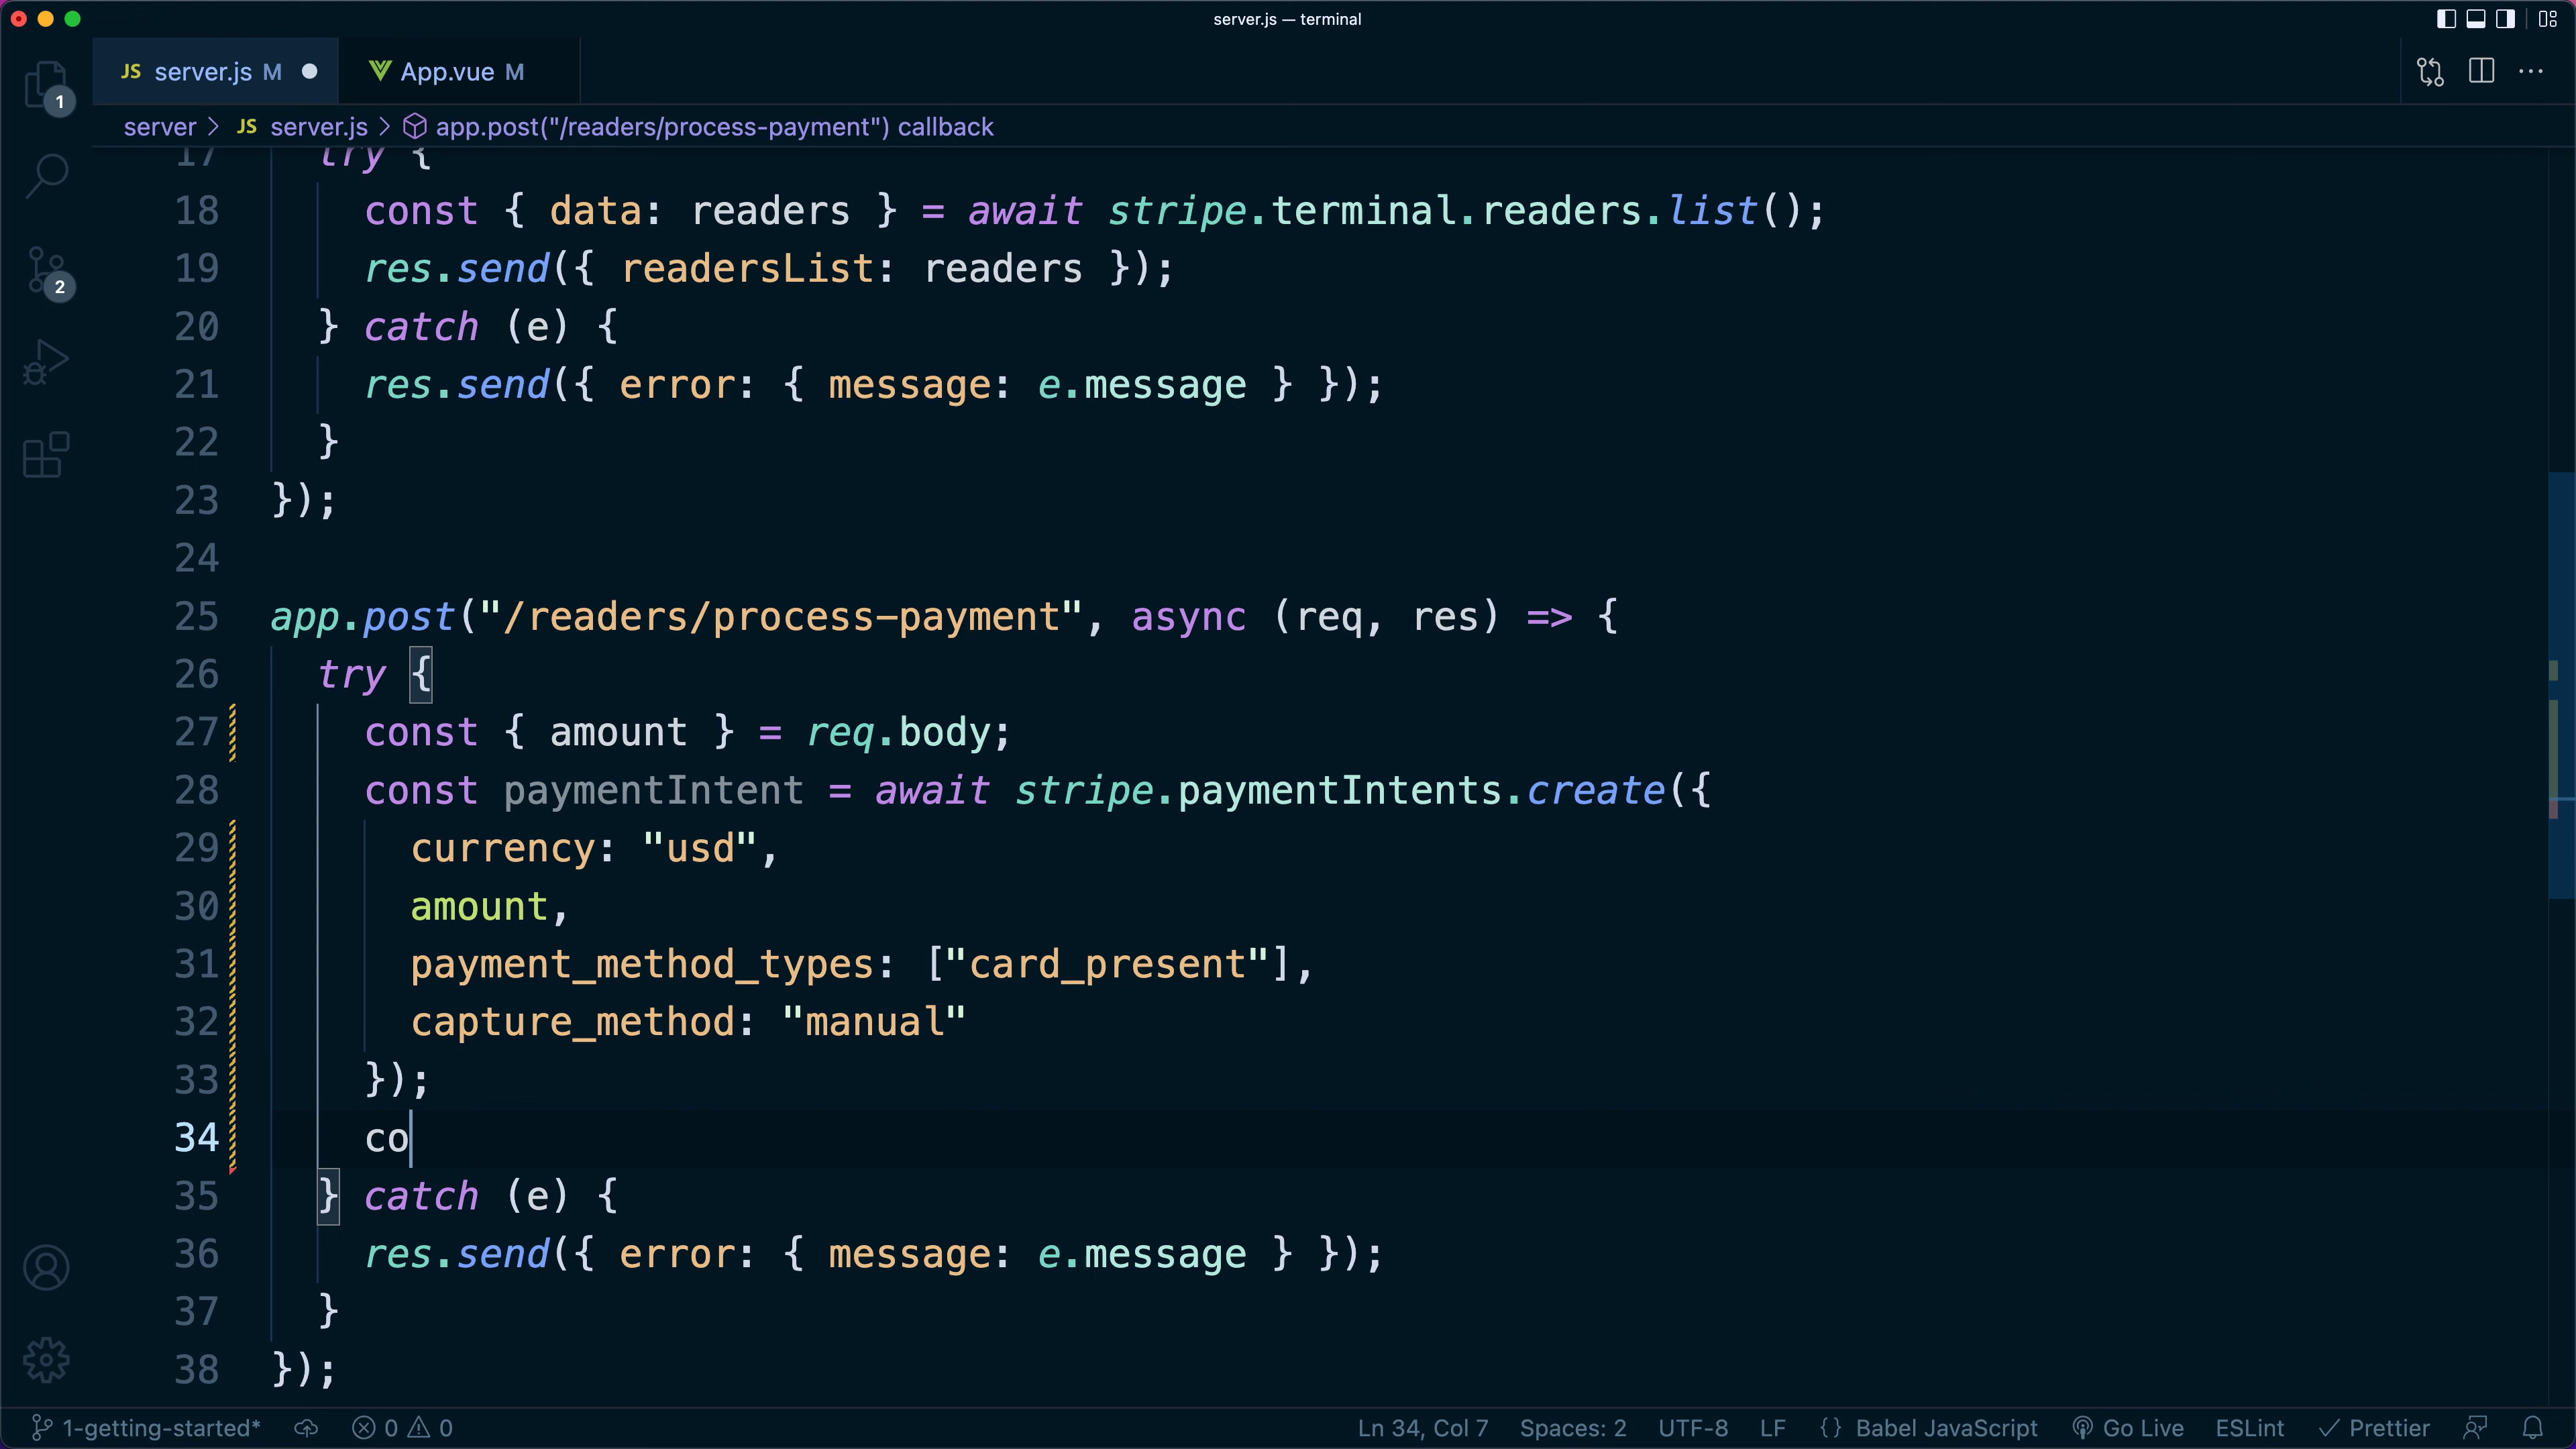 server.js — terminal
JS server.js M
App.vue M
1
server > JS server.js > app.post("/readers/process-payment") callback
17 try {
18 const { data: readers } = await stripe.terminal.readers.list();
19 res.send({ readersList: readers });
20 } catch (e) {
21 res.send({ error: { message: e.message } });
22 }
23 });
24
25 app.post("/readers/process-payment", async (req, res) => {
26 try {
27 const { amount } = req.body;
28 const paymentIntent = await stripe.paymentIntents.create({
29 currency: "usd",
30 amount,
31 payment_method_types: ["card_present"],
32 capture_method: "manual"
33 });
34 co
35 } catch (e) {
36 res.send({ error: { message: e.message } });
37 }
38 });
2
1-getting-started* 0 0
Ln 34, Col 7 Spaces: 2 UTF-8 LF {} Babel JavaScript Go Live ESLint Prettier